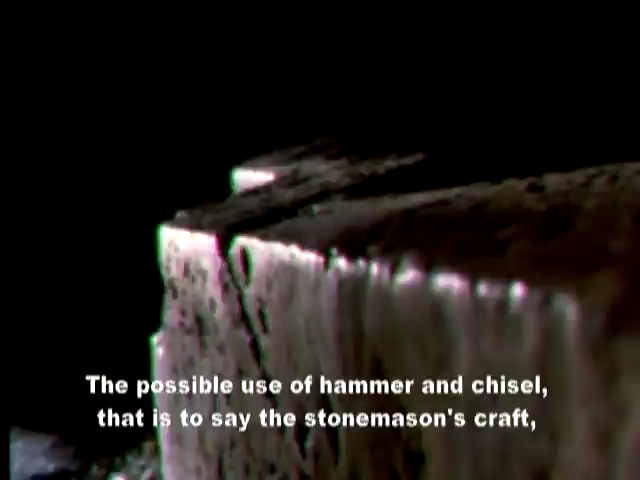 The possible use of hammer and chisel,
that is to say the stonemason's craft,